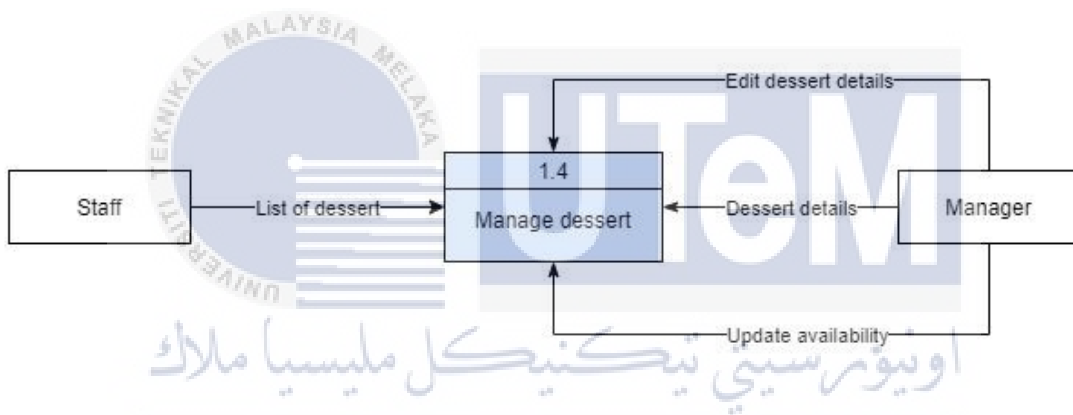 UNIVERSITI TEKNIKAL MALAYSIA MELAKA
UTeM
Edit dessert details
1.4
Staff
List of dessert
Manage dessert
Dessert details
Manager
Update availability
اونيۏرسيتي تيكنيكل مليسيا ملاك